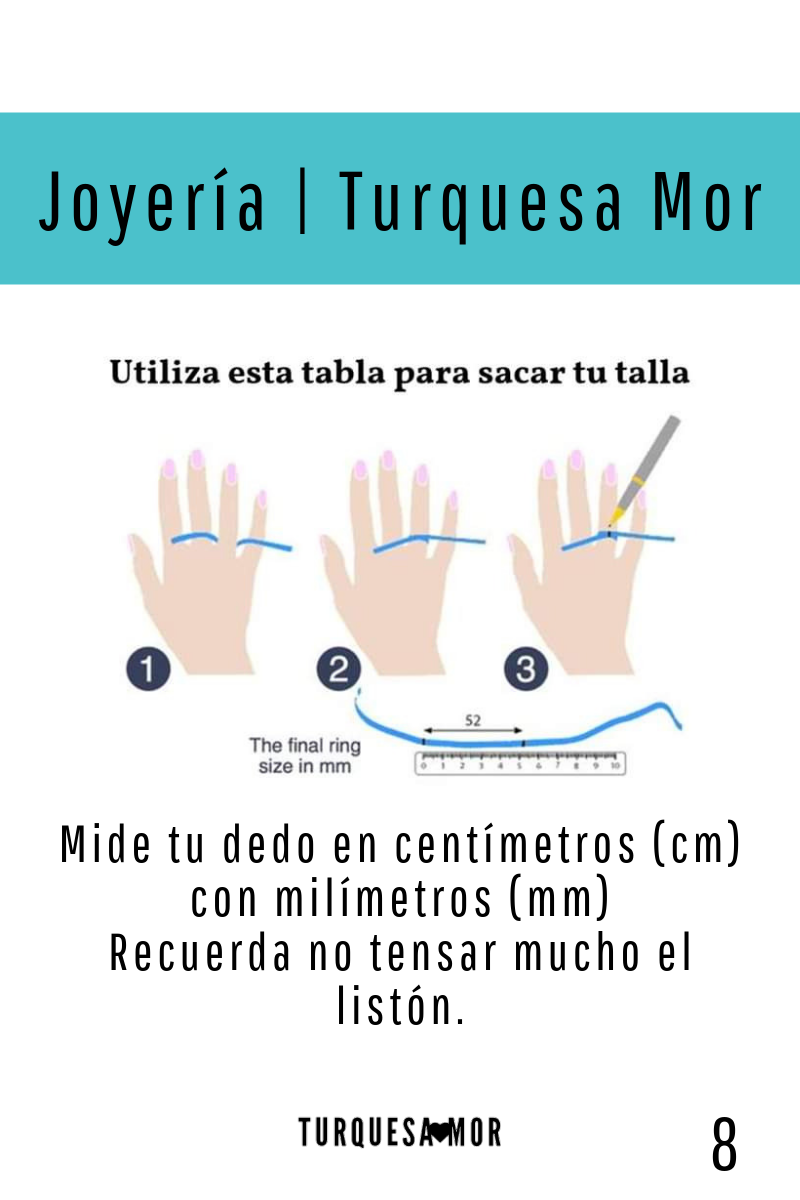 Joyería | Turquesa Mor
Utiliza esta tabla para sacar tu talla
1
2
3
52
The final ring
size in mm
0 1 2 3 4 5 6 7 8 9 10
Mide tu dedo en centímetros (cm)
con milímetros (mm)
Recuerda no tensar mucho el
listón.
TURQUESA MOR
8